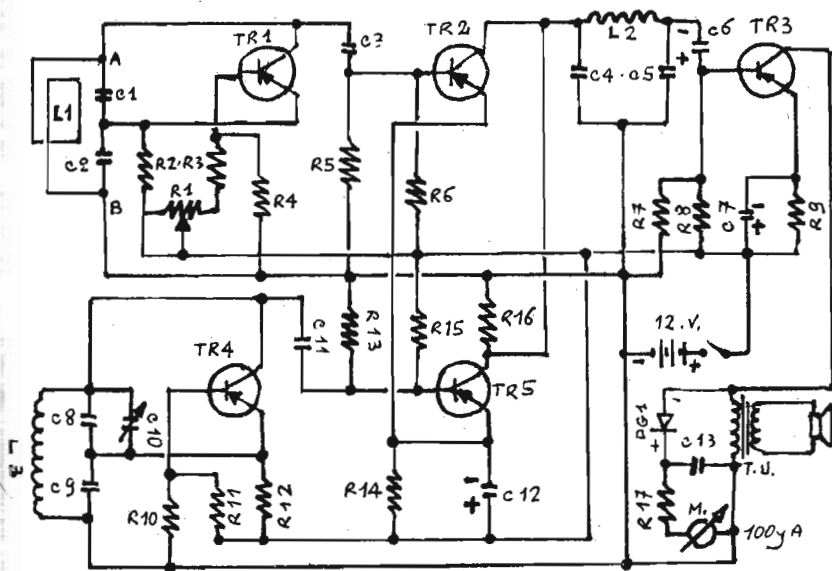 TR1
C3
TR2
L2
-
+
C6
TR3
A
C1
L1
C2
R2·R3
R1
B
R4
R5
R6
C4·C5
R7
R8
C7
-
+
R9
C11
R13
R15
R16
12.V.
-
+
TR4
TR5
C8
C10
C9
L3
R10
R11
R12
R14
-
+
C12
DG1
-
+
C13
T.U.
R17
M.
100yA